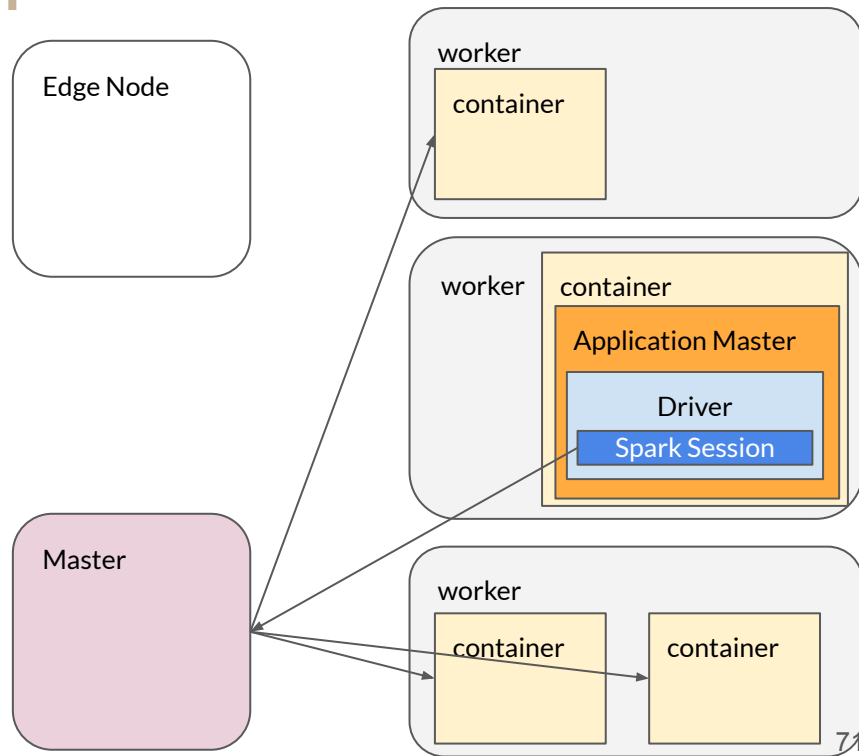 Edge Node
worker
container
worker
container
Application Master
Driver
Spark Session
Master
worker
container
container